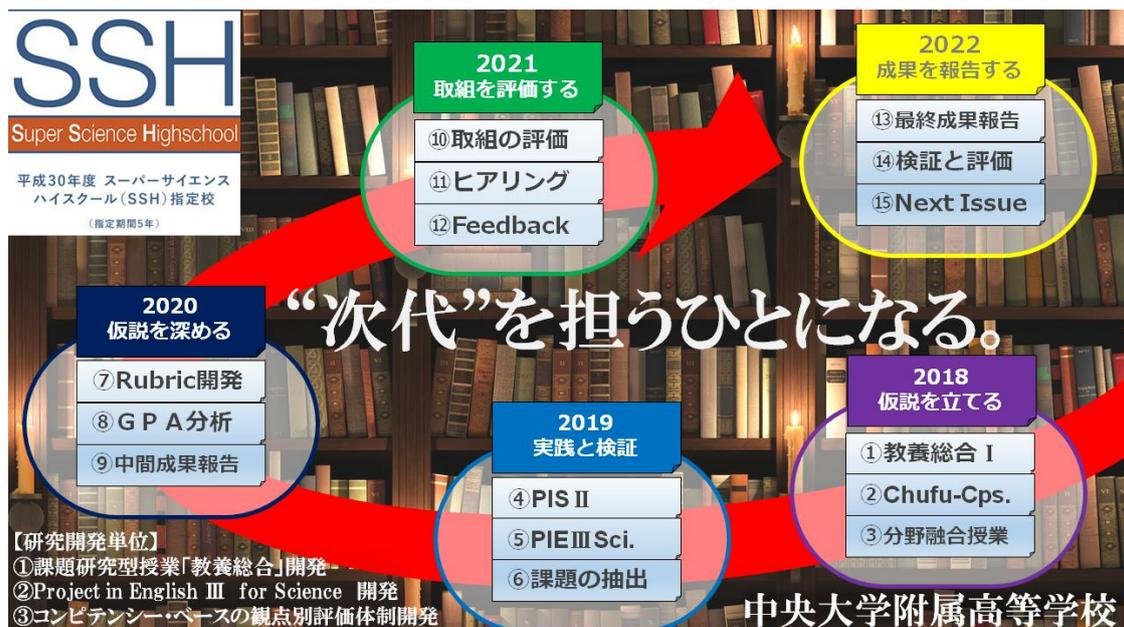 SSH
Super Science Highschool
平成30年度 スーパーサイエンス
ハイスクール(SSH)指定校
(指定期間5年)
2021
取組を評価する
⑩取組の評価
⑪ヒアリング
⑫Feedback
2022
成果を報告する
⑬最終成果報告
⑭検証と評価
⑮Next Issue
“次代”を担うひとになる。
2020
仮説を深める
⑦Rubric開発
⑧GPA分析
⑨中間成果報告
2019
実践と検証
④PISⅡ
⑤PIEⅢSci.
⑥課題の抽出
2018
仮説を立てる
①教養総合Ⅰ
②Chufu-Cps.
③分野融合授業
【研究開発単位】
①課題研究型授業「教養総合」開発
②Project in English Ⅲ for Science 開発
③コンピテンシー・ベースの観点別評価体制開発
中央大学附属高等学校